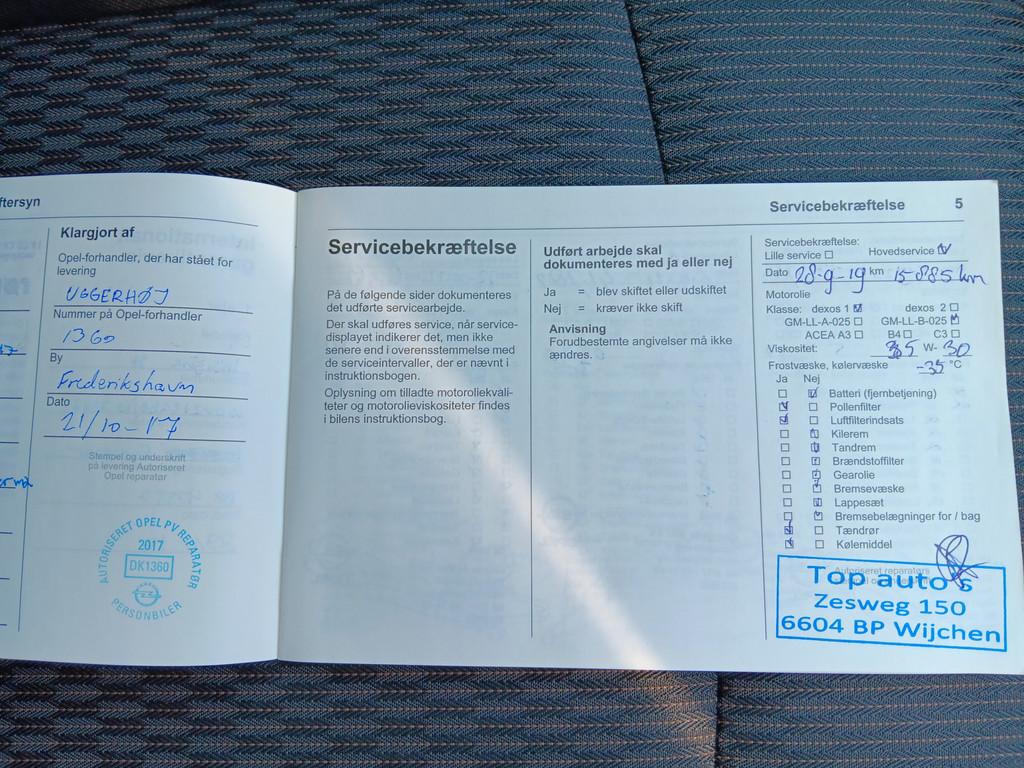 ftersyn
Klargjort af
Opel-forhandler, der har stået for
levering
UGGERHØJ
Nummer på Opel-forhandler
1360
By
Frederikshavn
Dato
21/10-17
Stempel og underskrift
på levering Autoriseret
Opel reparatør
AUTORISERET OPEL PV REPARATØR
2017
DK1360
PERSONBILER
Servicebekræftelse
På de følgende sider dokumenteres
det udførte servicearbejde.
Der skal udføres service, når service-
displayet indikerer det, men ikke
senere end i overensstemmelse med
de serviceintervaller, der er nævnt i
instruktionsbogen.
Oplysning om tilladte motoroliekvali-
teter og motorolieviskositeter findes
i bilens instruktionsbog.
Udført arbejde skal
dokumenteres med ja eller nej
Ja = blev skiftet eller udskiftet
Nej = kræver ikke skift
Anvisning
Forudbestemte angivelser må ikke
ændres.
Servicebekræftelse 5
Servicebekræftelse:
Lille service Hovedservice
Dato 28-9-19 km 15885 km
Motorolie
Klasse: dexos 1 dexos 2
GM-LL-A-025 GM-LL-B-025
ACEA A3 B4 C3
Viskositet: 5 W- 30
Frostvæske, kølervæske -35 °C
Ja Nej
Batteri (fjernbetjening)
Pollenfilter
Luftfilterindsats
Kilerem
Tandrem
Brændstoffilter
Gearolie
Bremsevæske
Lappesæt
Bremsebelægninger for / bag
Tændrør
Kølemiddel
Autoriseret reparatørs
Top auto's
Zesweg 150
6604 BP Wijchen